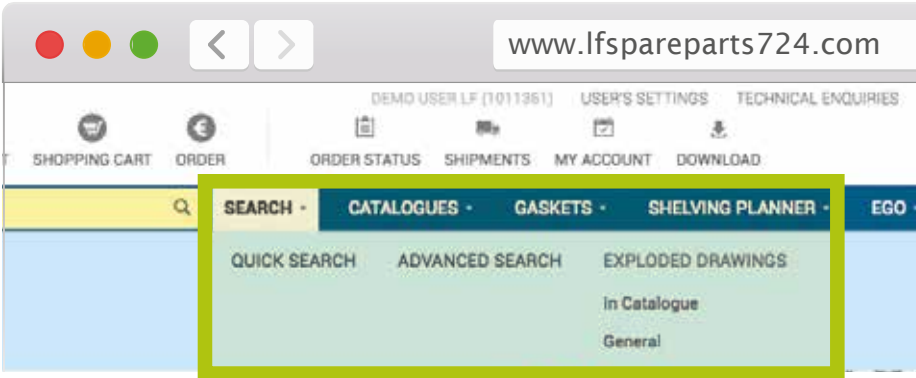 www.lfspareparts724.com
DEMO USER LF (1011361) USER'S SETTINGS TECHNICAL ENQUIRIES
SHOPPING CART ORDER ORDER STATUS SHIPMENTS MY ACCOUNT DOWNLOAD
SEARCH - CATALOGUES - GASKETS - SHELVING PLANNER - EGO -
QUICK SEARCH ADVANCED SEARCH EXPLODED DRAWINGS
In Catalogue
General